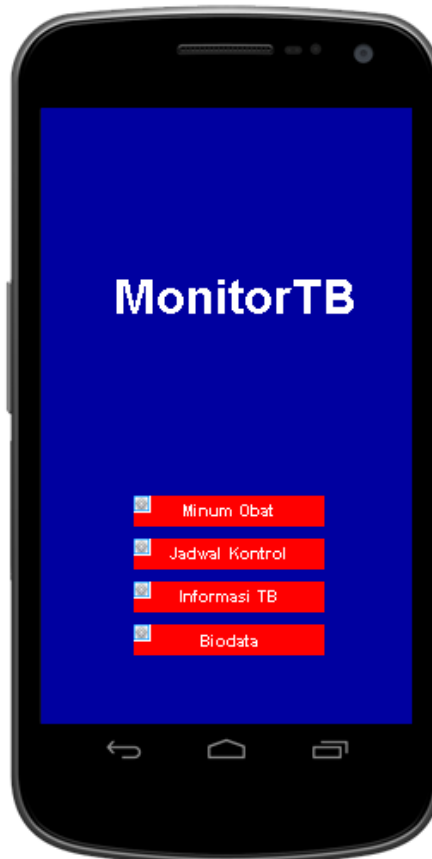 MonitorTB
Minum Obat
Jadwal Kontrol
Informasi TB
Biodata